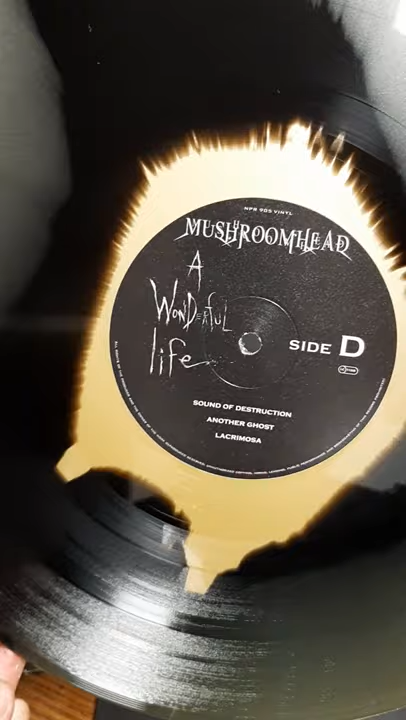 NPR 905 VINYL
MUSHROOMHEAD
A
WONDERfUL
life
SIDE D
SOUND OF DESTRUCTION
ANOTHER GHOST
LACRIMOSA